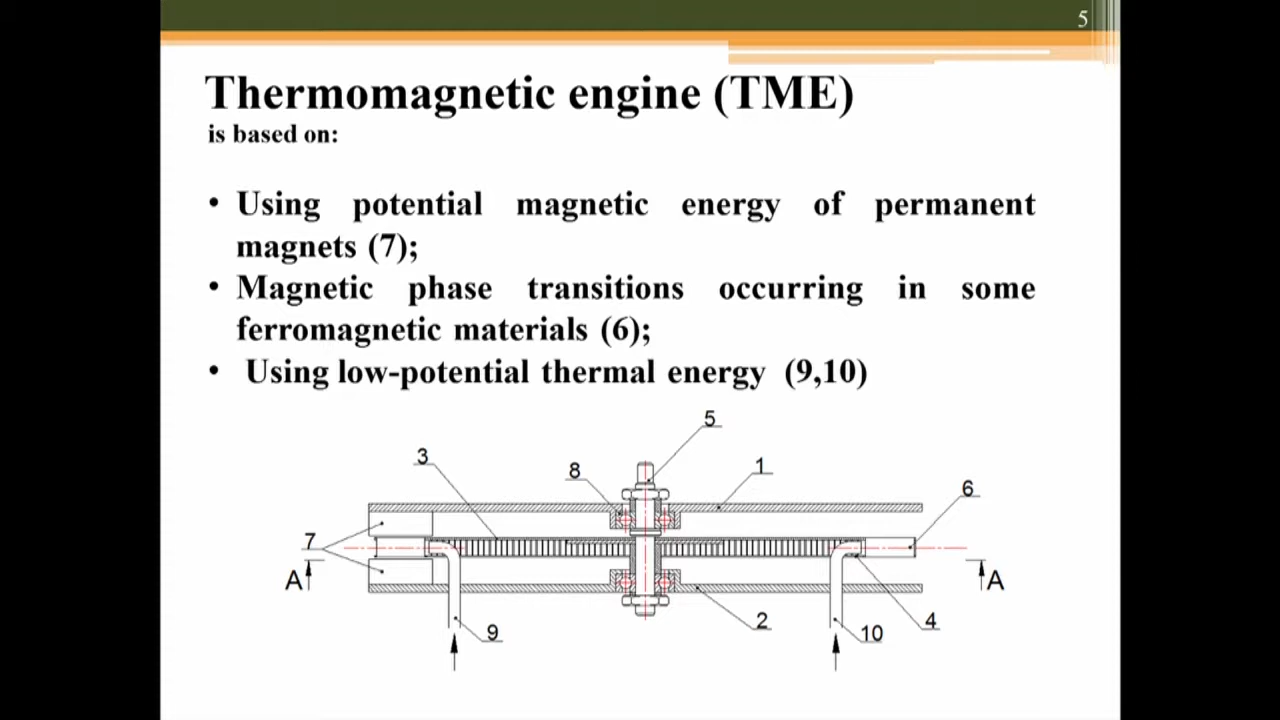 5
Thermomagnetic engine (TME)
is based on:
• Using potential magnetic energy of permanent
magnets (7);
• Magnetic phase transitions occurring in some
ferromagnetic materials (6);
• Using low-potential thermal energy (9,10)
5
3
8
1
6
7
A
A
9
2
10
4